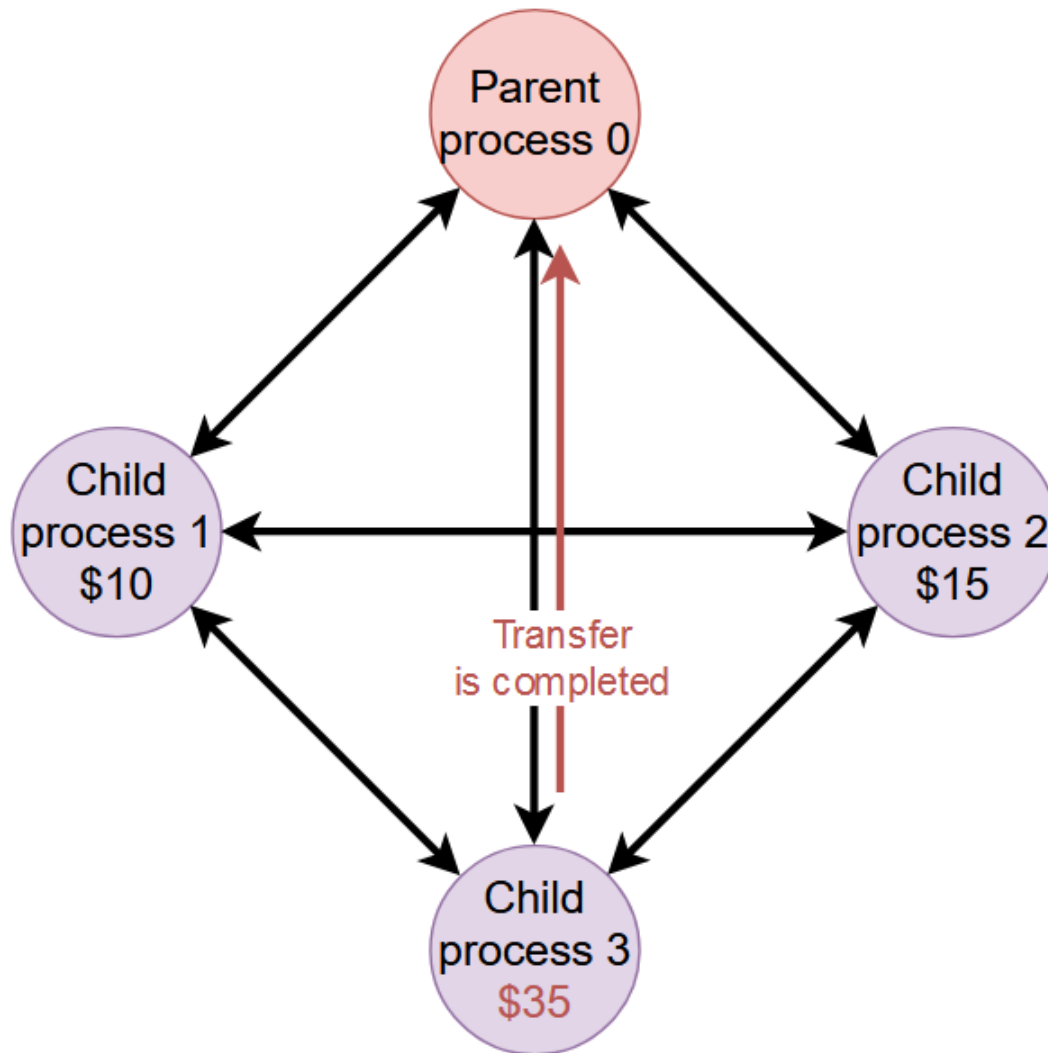 Parent
process 0
Child
process 1
$10
Child
process 2
$15
Transfer
is completed
Child
process 3
$35